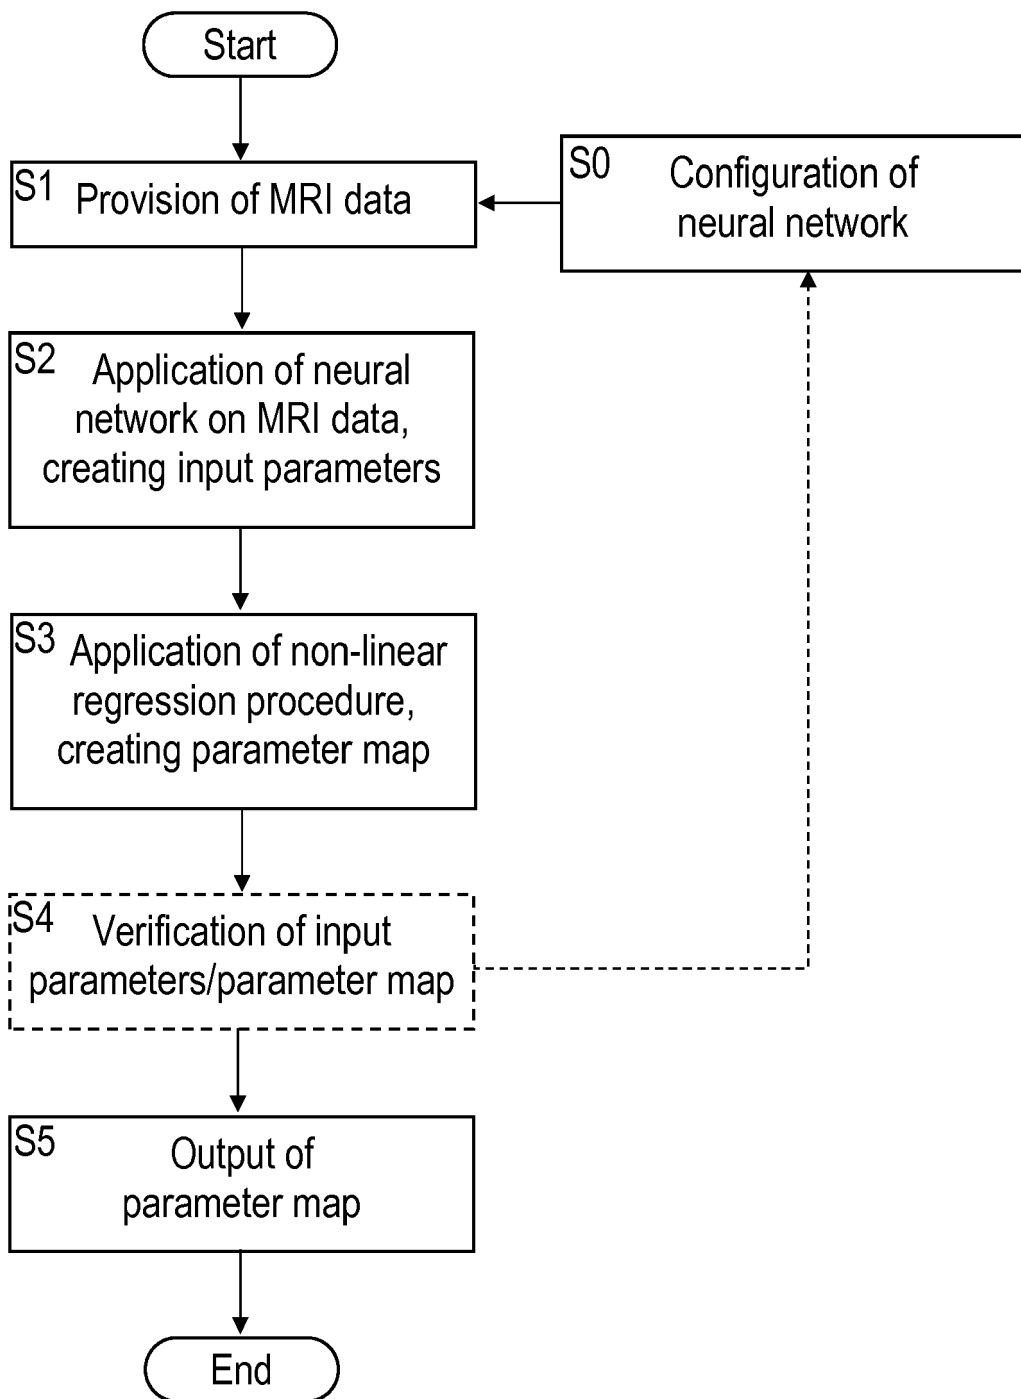 Start
S1
Provision of MRI data
S0
Configuration of
neural network
S2
Application of neural
network on MRI data,
creating input parameters
S3
Application of non-linear
regression procedure,
creating parameter map
S4
Verification of input
parameters/parameter map
S5
Output of
parameter map
End